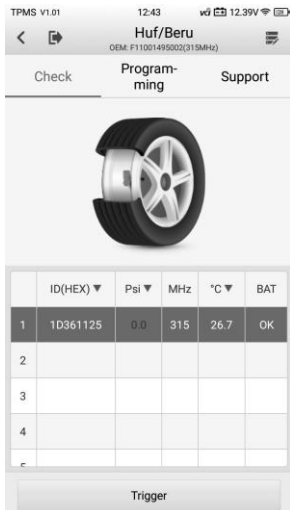 TPMS V1.01 12:43 12.39V
Huf/Beru
OEM: F11001495002(315MHz)
Check Program- Support
ming
ID(HEX) ▼ Psi ▼ MHz °C ▼ BAT
1 1D361125 0.0 315 26.7 OK
2
3
4
Trigger